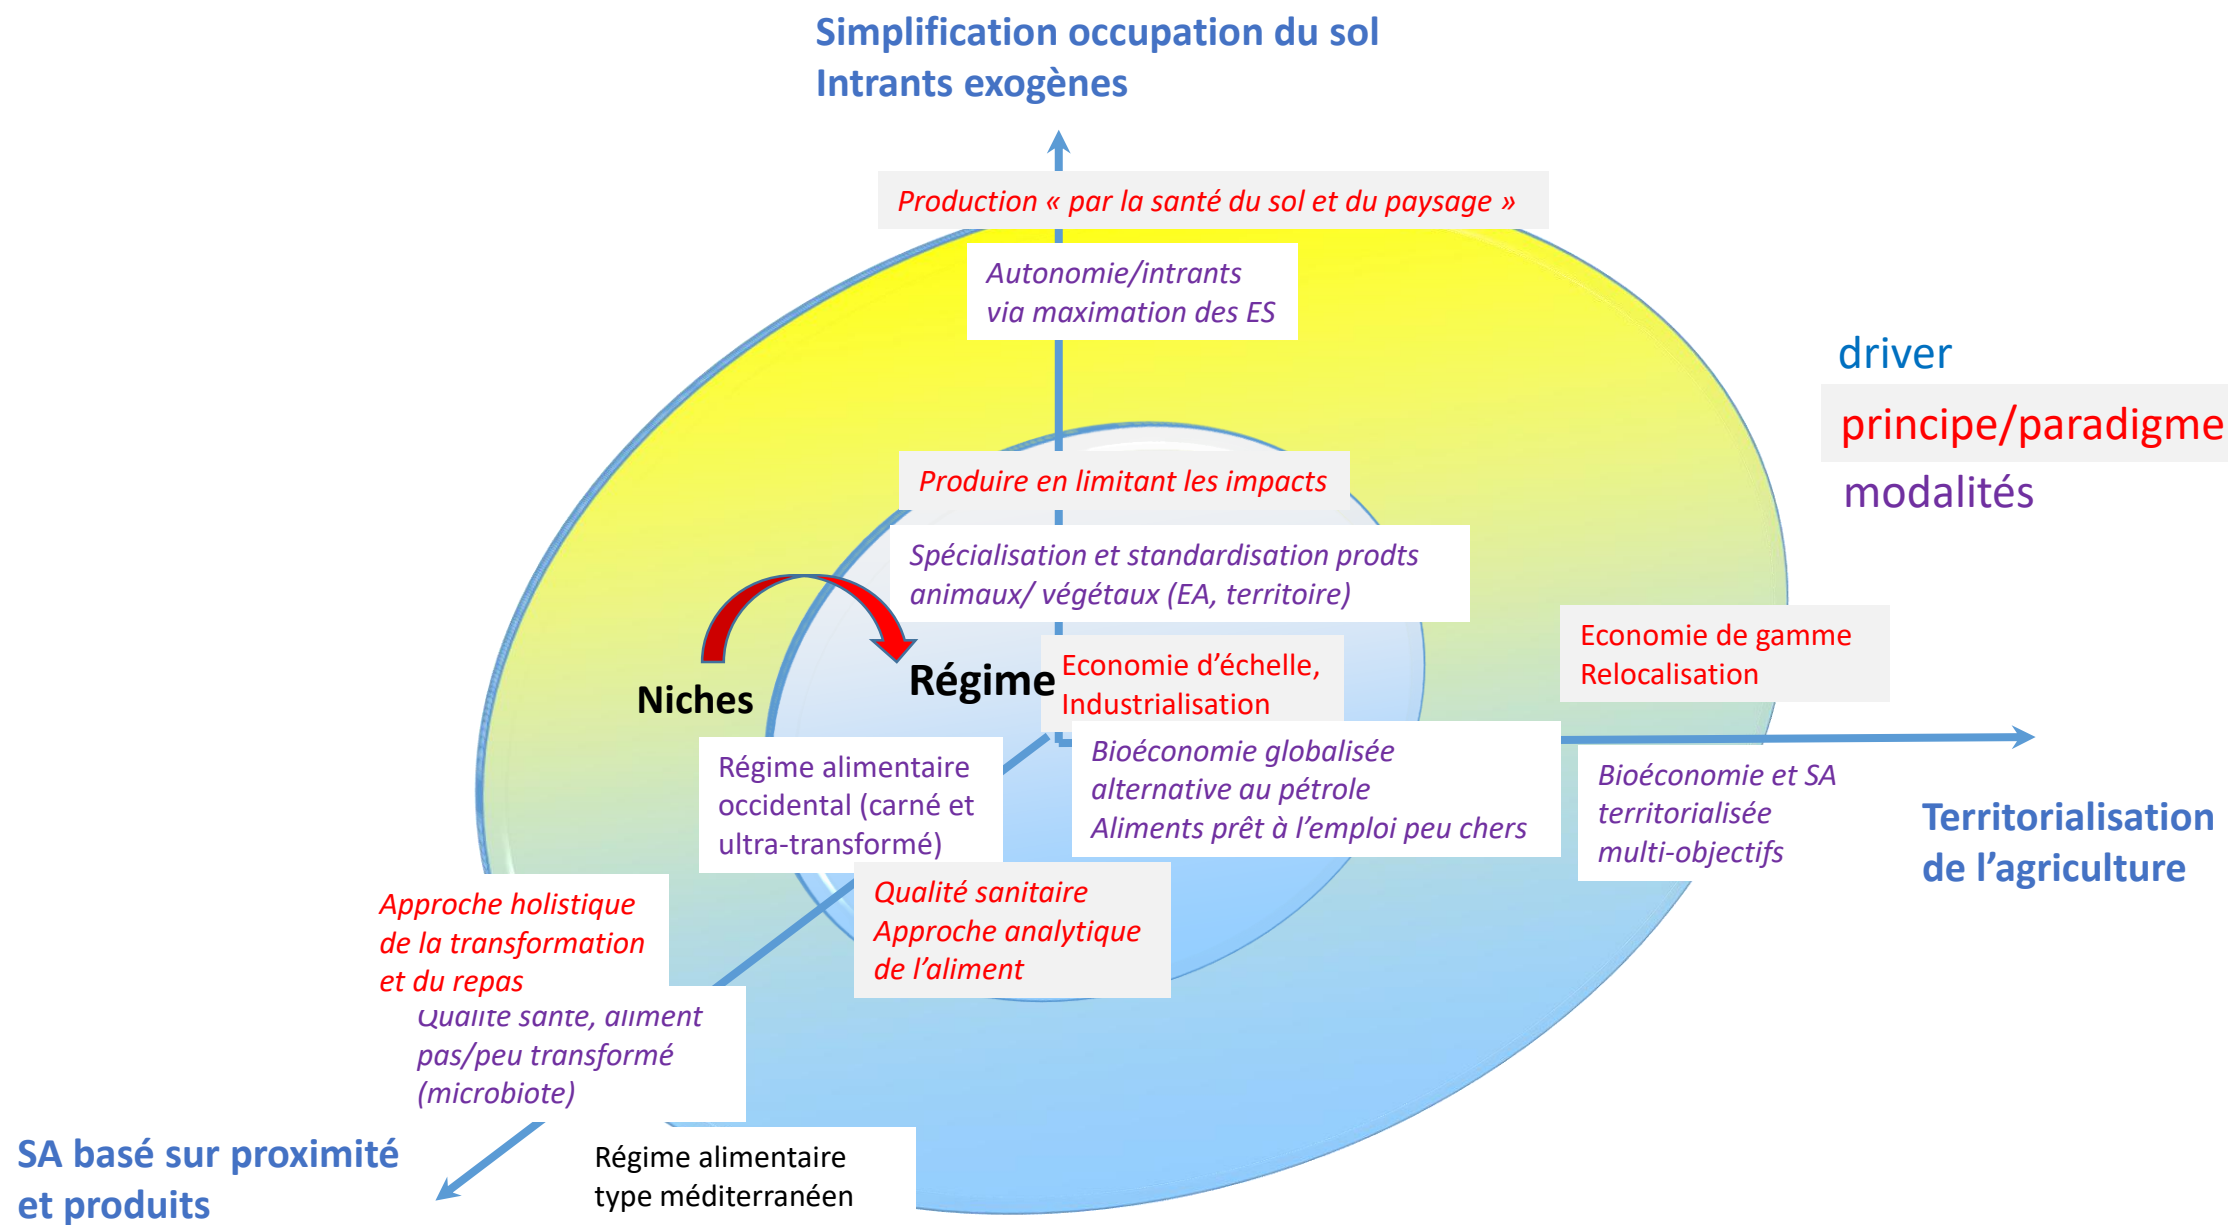 Simplification occupation du sol
Intrants exogènes
Production « par la santé du sol et du paysage »
Autonomie/intrants
via maximation des ES
driver
principe/paradigme
modalités
Produire en limitant les impacts
Spécialisation et standardisation prodts
animaux/ végétaux (EA, territoire)
Niches
Régime
Economie d’échelle,
Industrialisation
Economie de gamme
Relocalisation
Régime alimentaire
occidental (carné et
ultra-transformé)
Bioéconomie globalisée
alternative au pétrole
Aliments prêt à l’emploi peu chers
Bioéconomie et SA
territorialisée
multi-objectifs
Territorialisation
de l’agriculture
Approche holistique
de la transformation
et du repas
Qualité sanitaire
Approche analytique
de l’aliment
Qualité santé, aliment
pas/peu transformé
(microbiote)
SA basé sur proximité
et produits
Régime alimentaire
type méditerranéen